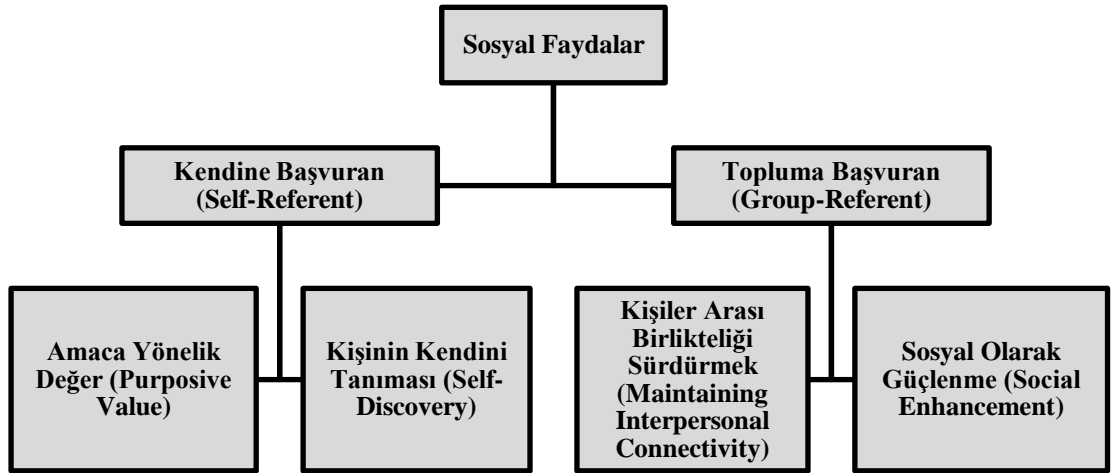 Sosyal Faydalar
Kendine Başvuran
(Self-Referent)
Topluma Başvuran
(Group-Referent)
Amaca Yönelik
Değer (Purposive
Value)
Kişinin Kendini
Tanıması (Self-
Discovery)
Kişiler Arası
Birlikteliği
Sürdürmek
(Maintaining
Interpersonal
Connectivity)
Sosyal Olarak
Güçlenme (Social
Enhancement)